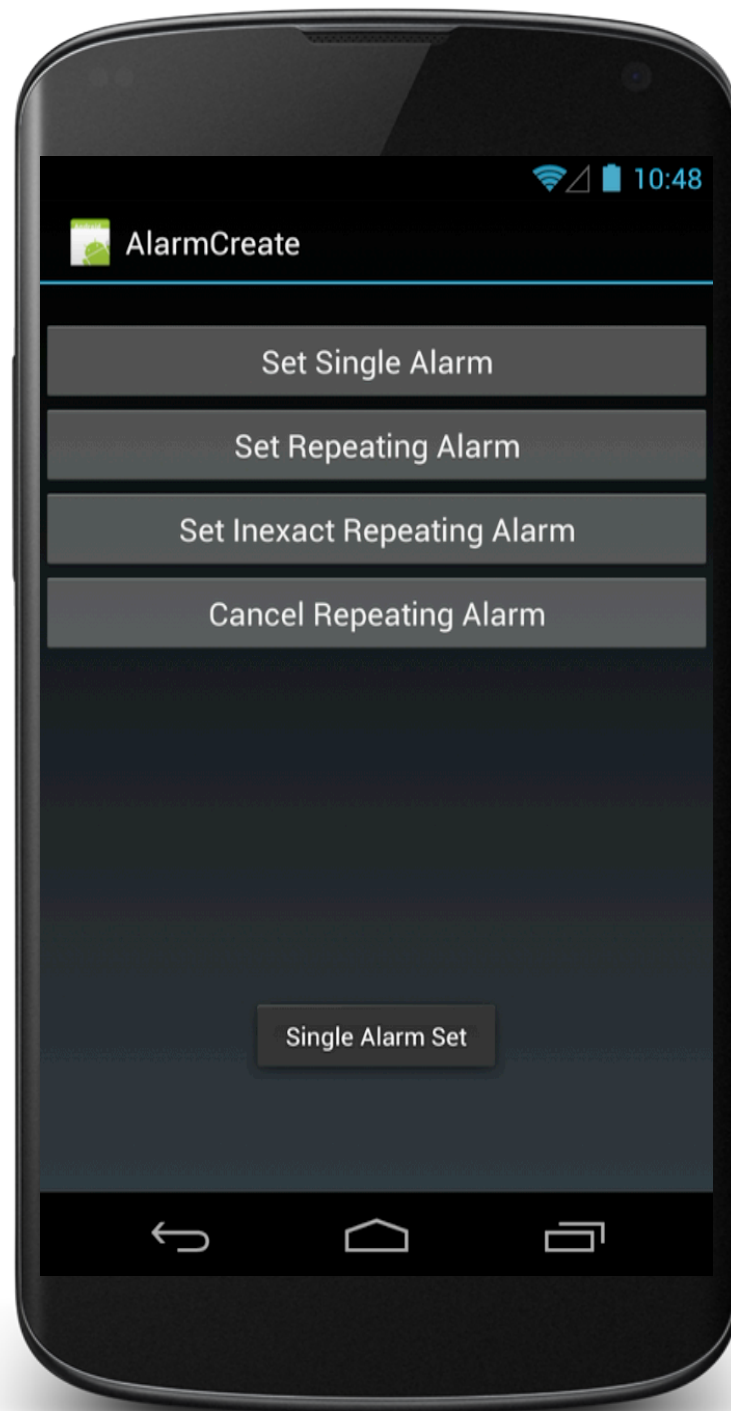 10:48
AlarmCreate
Set Single Alarm
Set Repeating Alarm
Set Inexact Repeating Alarm
Cancel Repeating Alarm
Single Alarm Set